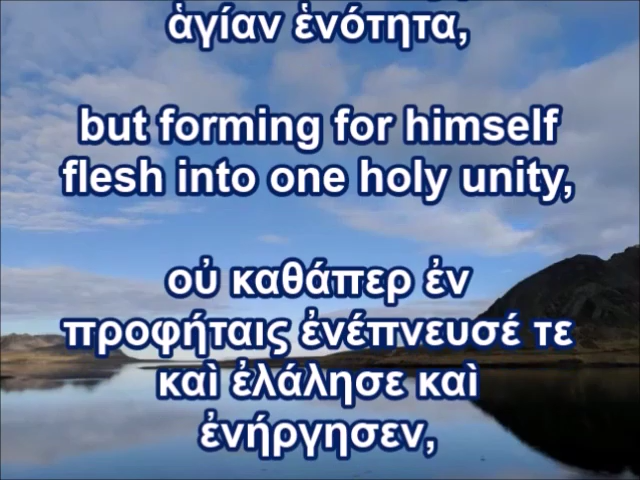 ἁγίαν ἑνότητα,
but forming for himself
flesh into one holy unity,
οὐ καθάπερ ἐν
προφήταις ἐνέπνευσέ τε
καὶ ἐλάλησε καὶ
ἐνήργησεν,